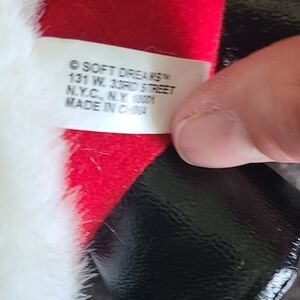 © SOFT DREAMS™
131 W. 33RD STREET
N.Y.C., N.Y. 10001
MADE IN CHINA